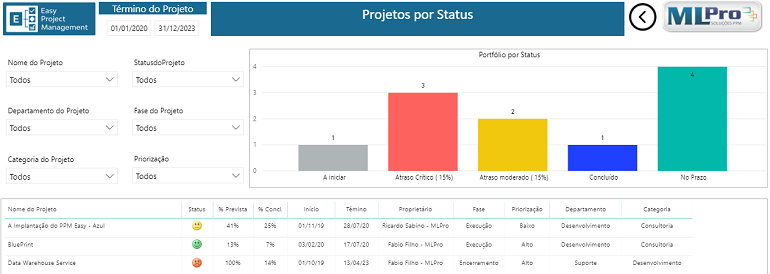 Easy
Project
Management
Término do Projeto
01/01/2020 31/12/2023
Projetos por Status
MLPro
SOLUÇÕES PPM
Nome do Projeto StatusdoProjeto
Todos Todos
Departamento do Projeto Fase do Projeto
Todos Todos
Categoria do Projeto Priorização
Todos Todos
Portfólio por Status
4
3
2
1
0
1 3 2 1 4
A iniciar Atraso Crítico ( 15%) Atraso moderado ( 15%) Concluído No Prazo
Nome do Projeto Status % Prevista % Concl. Início Témino Proprietário Fase Priorização Departamento Categoria
A Implantação do PPM Easy - Azul 41% 25% 01/11/19 28/07/20 Ricardo Sabino - MLPro Execução Baixo Desenvolvimento Consultoria
BluePrint 13% 7% 03/02/20 17/07/20 Fabio Filho - MLPro Execução Alto Desenvolvimento Consultoria
Data Warehouse Service 100% 14% 01/10/19 13/04/23 Fabio Filho - MLPro Encerramento Alto Suporte Desenvolvimento